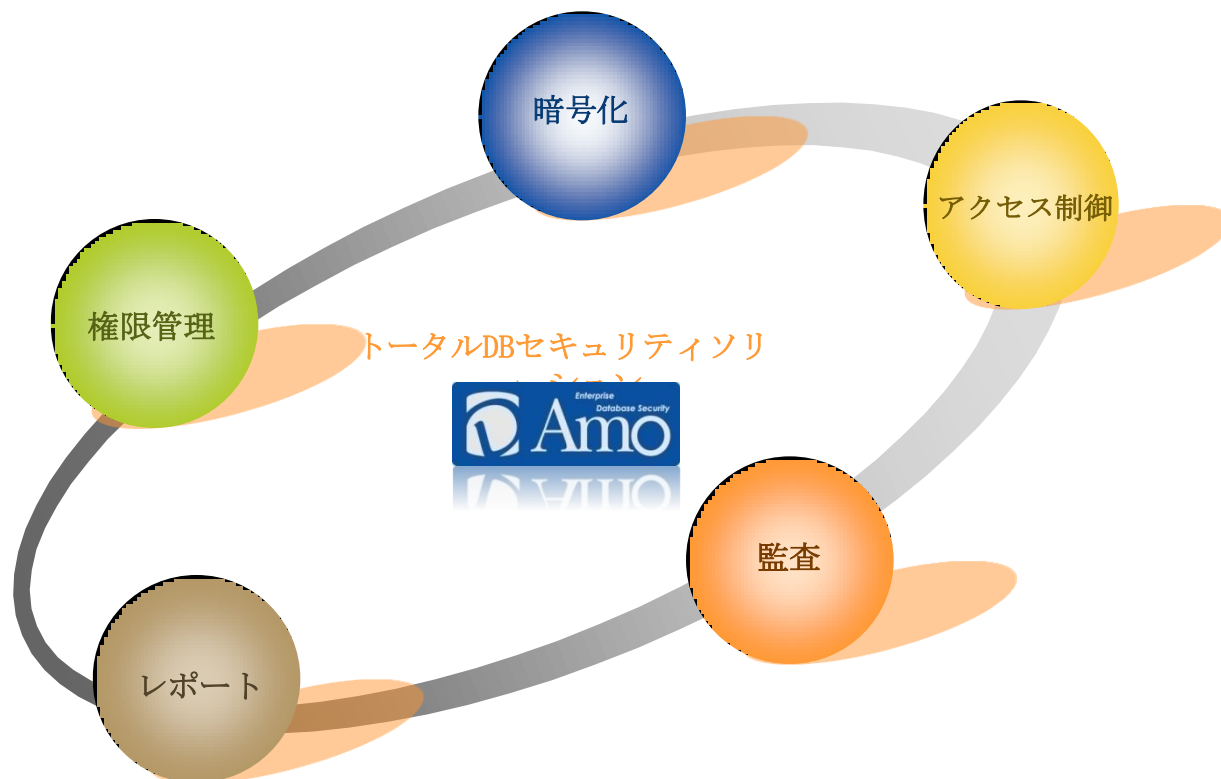 暗号化
アクセス制御
権限管理
トータルDBセキュリティソリ
Enterprise
Database Security
Amo
監査
レポート